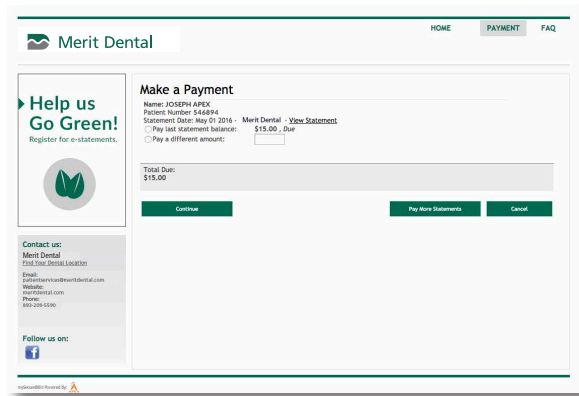 Merit Dental
HOME PAYMENT FAQ
Help us
Go Green!
Register for e-statements.
Make a Payment
Name: JOSEPH APEX
Patient Number 546894
Statement Date: May 01 2016 - Merit Dental - View Statement
Pay last statement balance: $15.00 , Due
Pay a different amount:
Total Due:
$15.00
Continue Pay More Statements Cancel
Contact us:
Merit Dental
Find Your Dental Location
Email:
patientservices@meritdental.com
Website:
meritdental.com
Phone:
Follow us on:
f
Powered By: